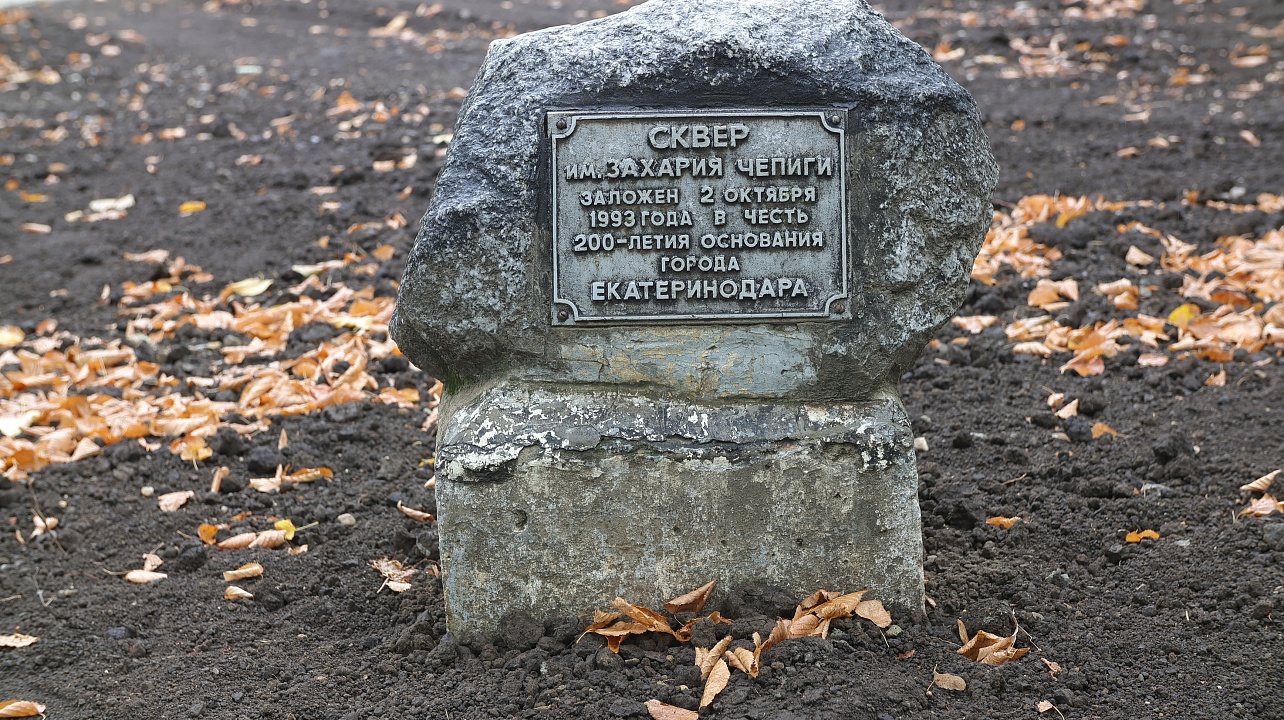 СКВЕР
ИМ. ЗАХАРИЯ ЧЕПИГИ
ЗАЛОЖЕН 2 ОКТЯБРЯ
1993 ГОДА В ЧЕСТЬ
200-ЛЕТИЯ ОСНОВАНИЯ
ГОРОДА
ЕКАТЕРИНОДАРА